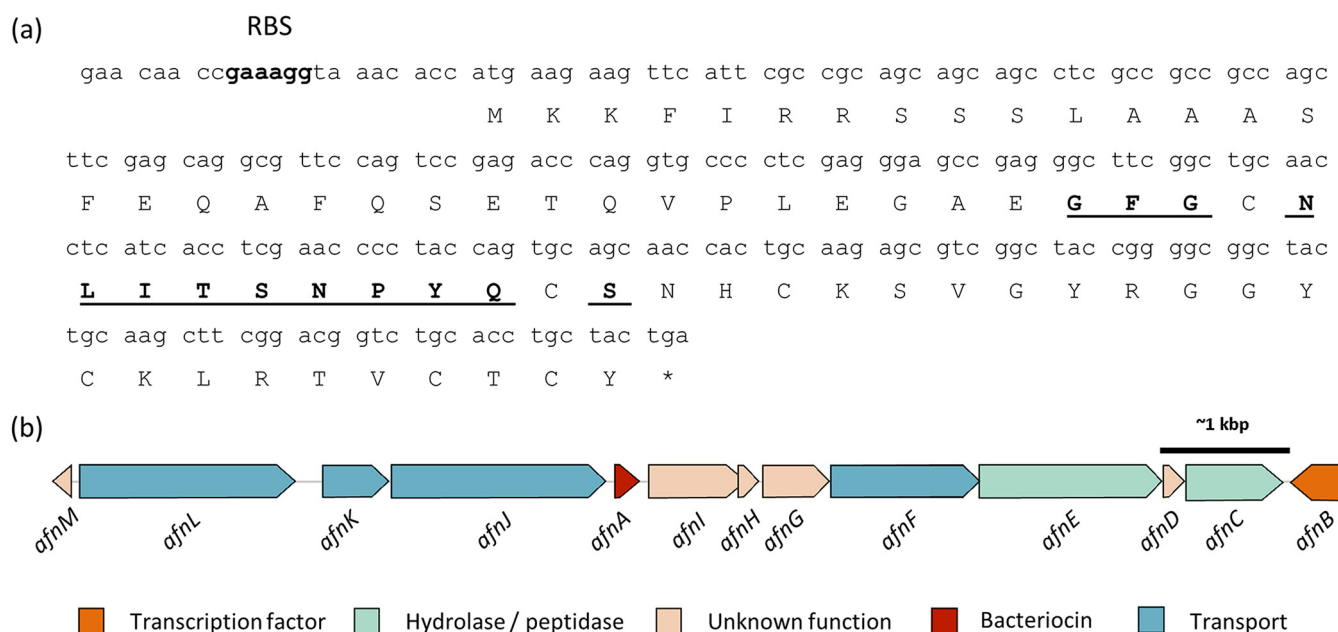 (a)
RBS
gaa caa ccgaaaggta aac acc atg aag aag ttc att cgc cgc agc agc agc ctc gcc gcc gcc agc
M K K F I R R S S S L A A A S
ttc gag cag gcg ttc cag tcc gag acc cag gtg ccc ctc gag gga gcc gag ggc ttc ggc tgc aac
F E Q A F Q S E T Q V P L E G A E G F G C N
ctc atc acc tcg aac ccc tac cag tgc agc aac cac tgc aag agc gtc ggc tac cgg ggc ggc tac
L I T S N P Y Q C S N H C K S V G Y R G G Y
tgc aag ctt cgg acg gtc tgc acc tgc tac tga
C K L R T V C T C Y *
(b)
~1 kbp
afnM afnL afnK afnJ afnA afnI afnH afnG afnF afnE afnD afnC afnB
Transcription factor Hydrolase / peptidase Unknown function Bacteriocin Transport